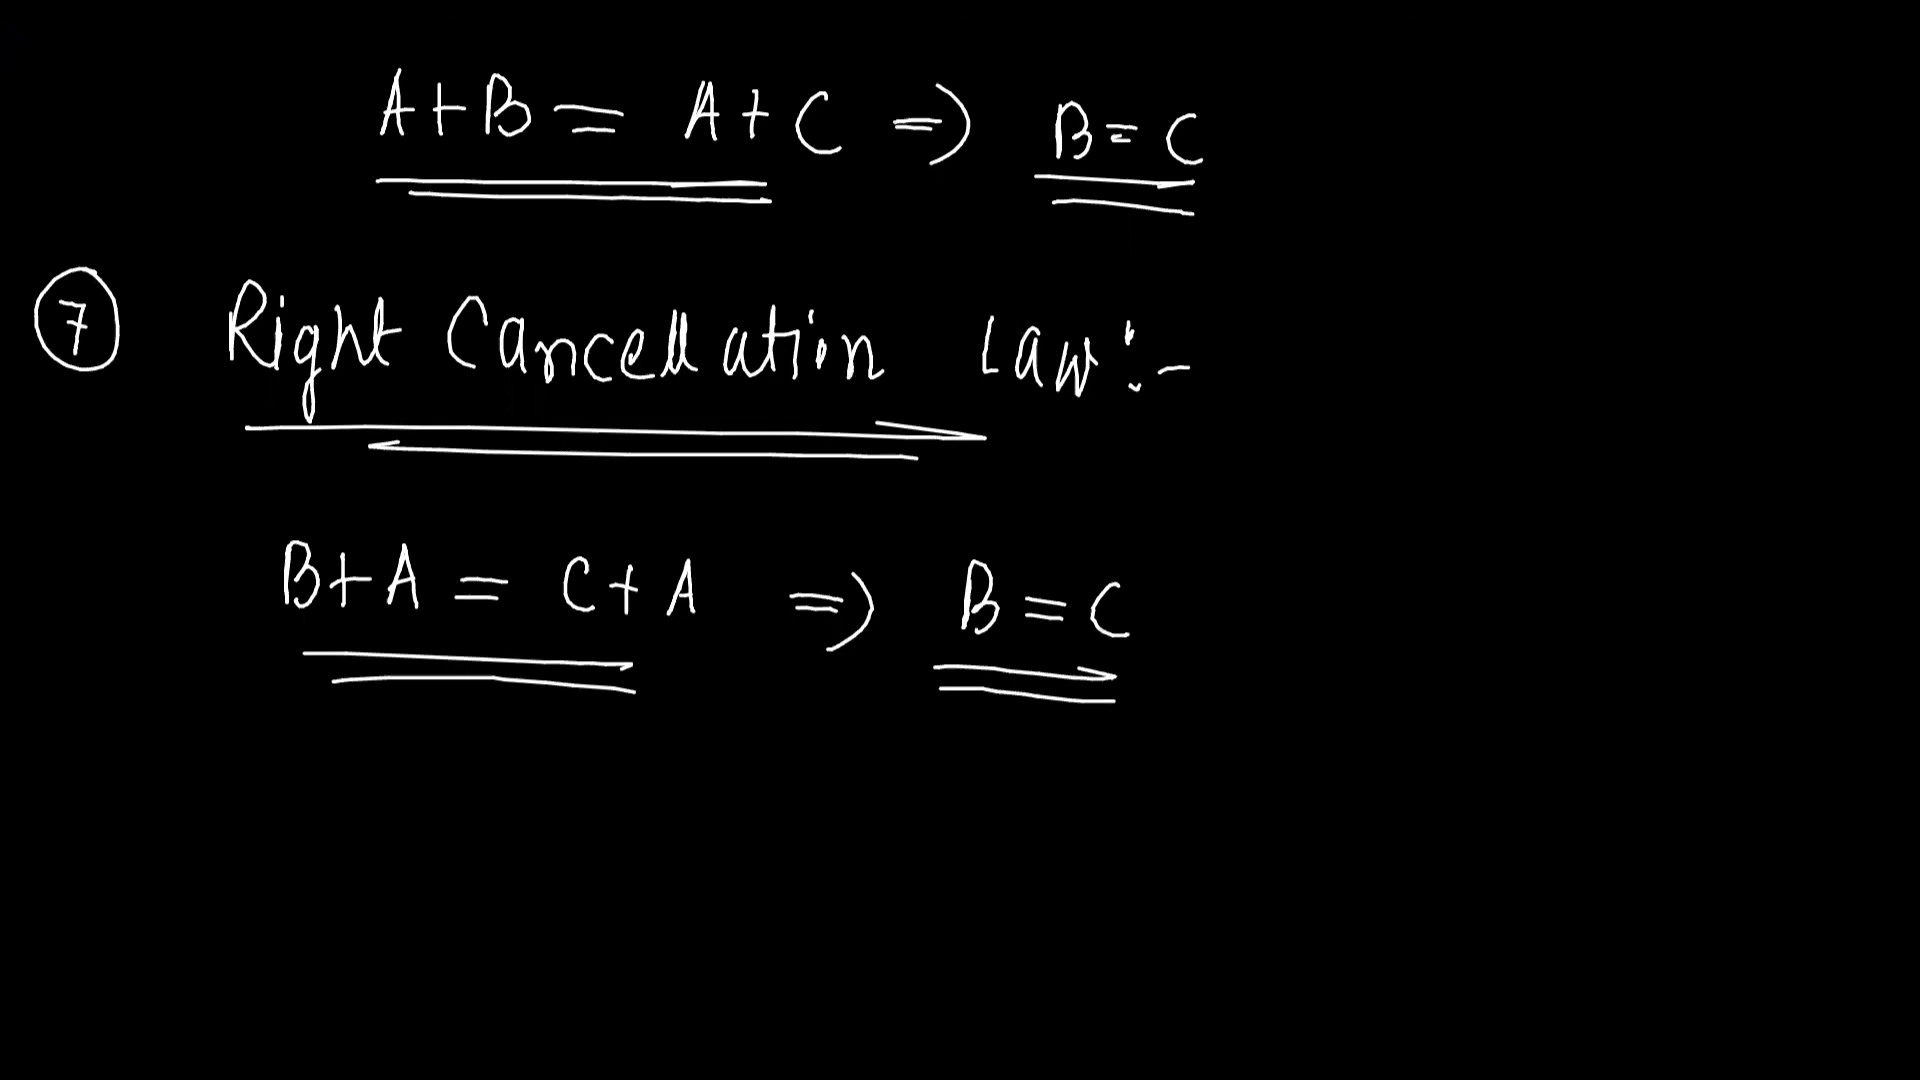 A+B = A+C => B = C
7 Right Cancellation Law :-
B+A = C+A => B = C